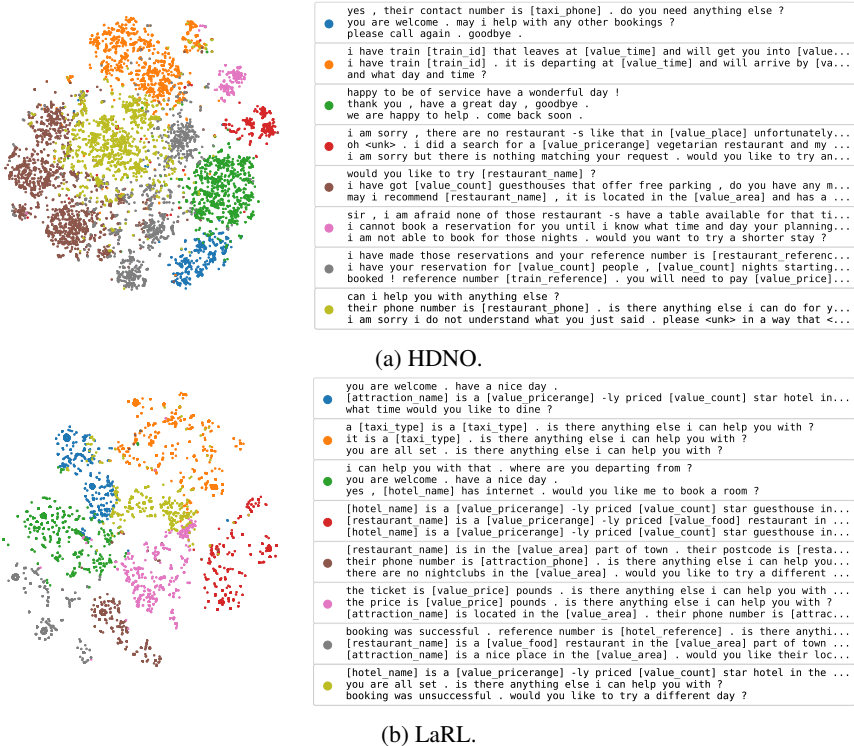 yes , their contact number is [taxi_phone] . do you need anything else ?
you are welcome . may i help with any other bookings ?
please call again . goodbye .
i have train [train_id] that leaves at [value_time] and will get you into [value...
i have train [train_id] . it is departing at [value_time] and will arrive by [va...
and what day and time ?
happy to be of service have a wonderful day !
thank you , have a great day , goodbye .
we are happy to help . come back soon .
i am sorry , there are no restaurant -s like that in [value_place] unfortunately...
oh <unk> . i did a search for a [value_pricerange] vegetarian restaurant and my ...
i am sorry but there is nothing matching your request . would you like to try an...
would you like to try [restaurant_name] ?
i have got [value_count] guesthouses that offer free parking , do you have any m...
may i recommend [restaurant_name] , it is located in the [value_area] and has a ...
sir , i am afraid none of those restaurant -s have a table available for that ti...
i cannot book a reservation for you until i know what time and day your planning...
i am not able to book for those nights . would you want to try a shorter stay ?
i have made those reservations and your reference number is [restaurant_referenc...
i have your reservation for [value_count] people , [value_count] nights starting...
booked ! reference number [train_reference] . you will need to pay [value_price]...
can i help you with anything else ?
their phone number is [restaurant_phone] . is there anything else i can do for y...
i am sorry i do not understand what you just said . please <unk> in a way that <...
(a) HDNO.
you are welcome . have a nice day .
[attraction_name] is a [value_pricerange] -ly priced [value_count] star hotel in...
what time would you like to dine ?
a [taxi_type] is a [taxi_type] . is there anything else i can help you with ?
it is a [taxi_type] . is there anything else i can help you with ?
you are all set . is there anything else i can help you with ?
i can help you with that . where are you departing from ?
you are welcome . have a nice day .
yes , [hotel_name] has internet . would you like me to book a room ?
[hotel_name] is a [value_pricerange] -ly priced [value_count] star guesthouse in...
[restaurant_name] is a [value_pricerange] -ly priced [value_food] restaurant in ...
[hotel_name] is a [value_pricerange] -ly priced [value_count] star guesthouse in...
[restaurant_name] is in the [value_area] part of town . their postcode is [resta...
their phone number is [attraction_phone] . is there anything else i can help you...
there are no nightclubs in the [value_area] . would you like to try a different ...
the ticket is [value_price] pounds . is there anything else i can help you with ...
the price is [value_price] pounds . is there anything else i can help you with ?
[attraction_name] is located in the [value_area] . their phone number is [attrac...
booking was successful . reference number is [hotel_reference] . is there anythi...
[restaurant_name] is a [value_food] restaurant in the [value_area] part of town ...
[attraction_name] is a nice place in the [value_area] . would you like their loc...
[hotel_name] is a [value_pricerange] -ly priced [value_count] star hotel in the ...
you are all set . is there anything else i can help you with ?
booking was unsuccessful . would you like to try a different day ?
(b) LaRL.